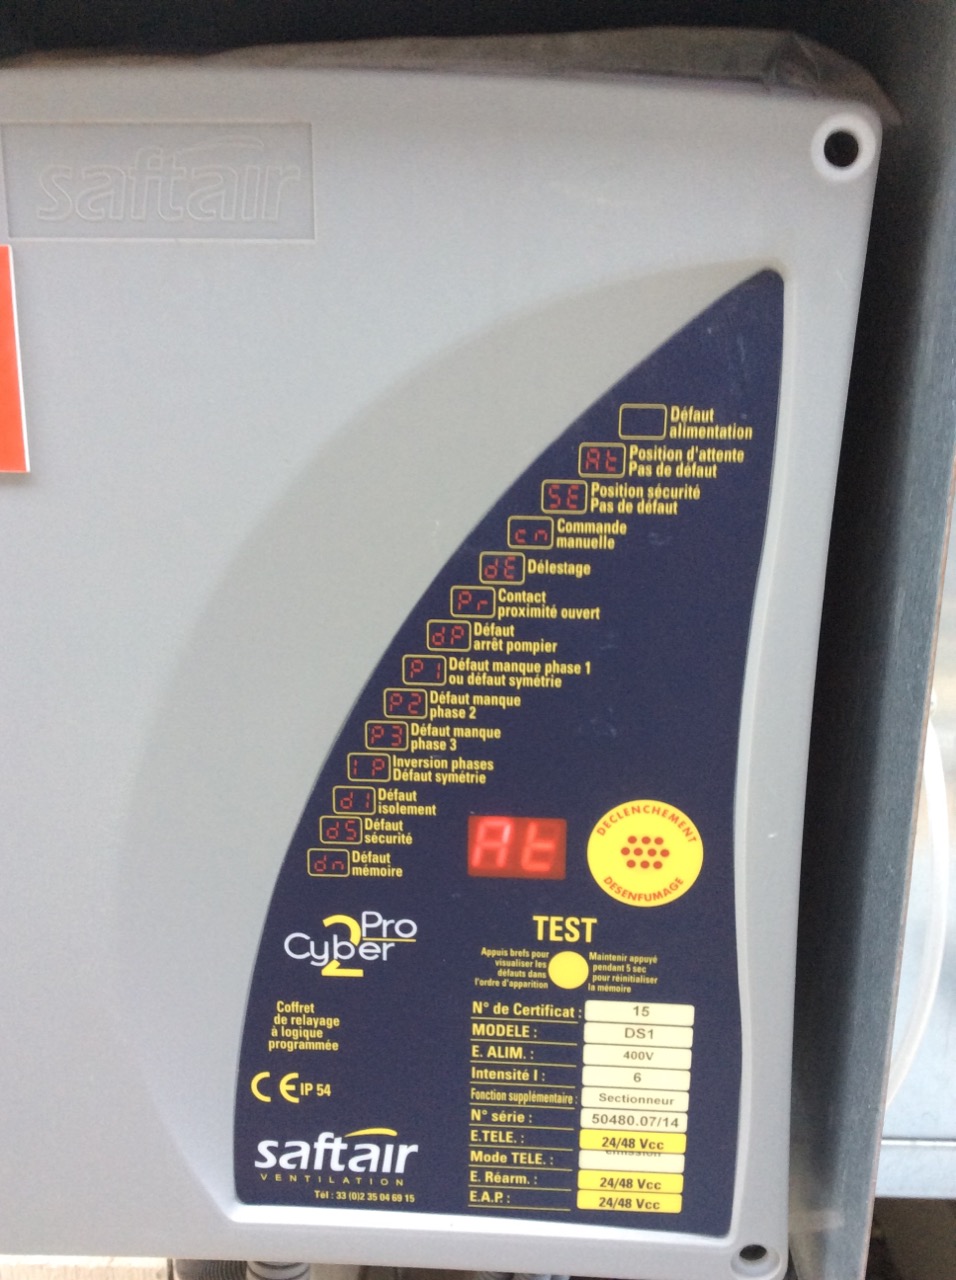 saftair
Défaut
alimentation
At
Position d'attente
Pas de défaut
SE
Position sécurité
Pas de défaut
cn
Commande
manuelle
dE
Délestage
Pr
Contact
proximité ouvert
dP
Défaut
arrêt pompier
P1
Défaut manque phase 1
ou défaut symétrie
P2
Défaut manque
phase 2
P3
Défaut manque
phase 3
IP
Inversion phases
Défaut symétrie
dI
Défaut
isolement
dS
Défaut
sécurité
dn
Défaut
mémoire
At
DECLENCHEMENT
DESENFUMAGE
Cyber 2 Pro
TEST
Appuis brefs pour
visualiser les
défauts dans
l'ordre d'apparition
Maintenir appuyé
pendant 5 sec
pour réinitialiser
la mémoire
Coffret
de relayage
à logique
programmée
CE IP 54
N° de Certificat : 15
MODELE : DS1
E. ALIM. : 400V
Intensité I : 6
Fonction supplémentaire : Sectionneur
N° série : 50480.07/14
E.TELE. : 24/48 Vcc
Mode TELE. : émission
E. Réarm. : 24/48 Vcc
E.A.P. : 24/48 Vcc
saftair
VENTILATION
Tél : 33 (0)2 35 04 69 15